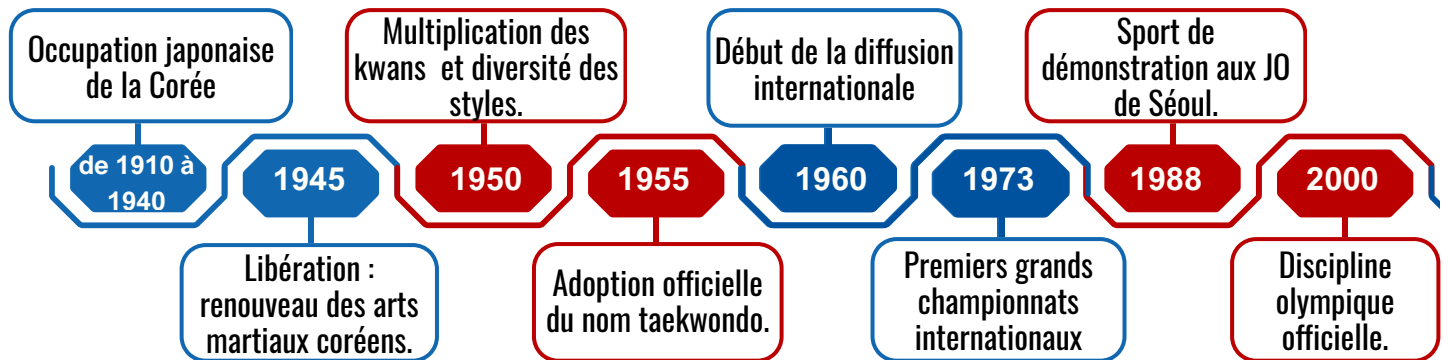 Occupation japonaise
de la Corée
de 1910 à
1940
1945
Libération :
renouveau des arts
martiaux coréens.
Multiplication des
kwans et diversité des
styles.
1950
1955
Adoption officielle
du nom taekwondo.
Début de la diffusion
internationale
1960
1973
Premiers grands
championnats
internationaux
Sport de
démonstration aux JO
de Séoul.
1988
2000
Discipline
olympique
officielle.